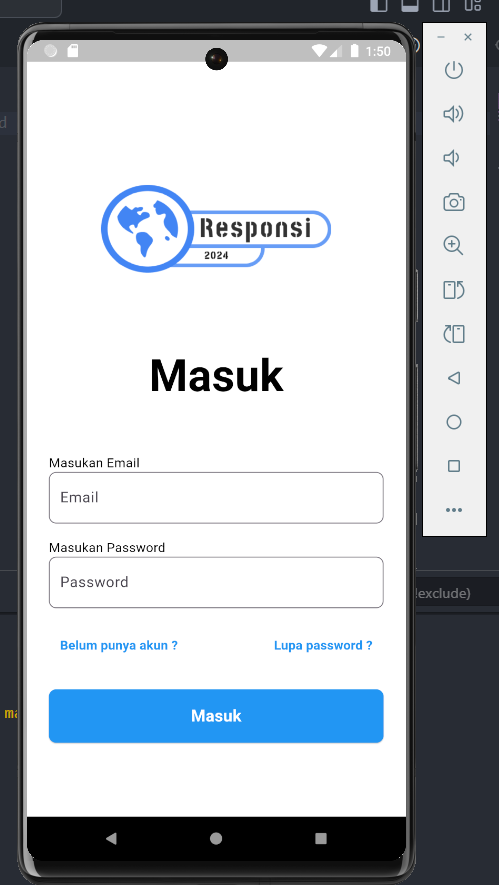 1:50
Responsi
2024
Masuk
Masukan Email
Email
Masukan Password
Password
Belum punya akun ? Lupa password ?
Masuk
!exclude)